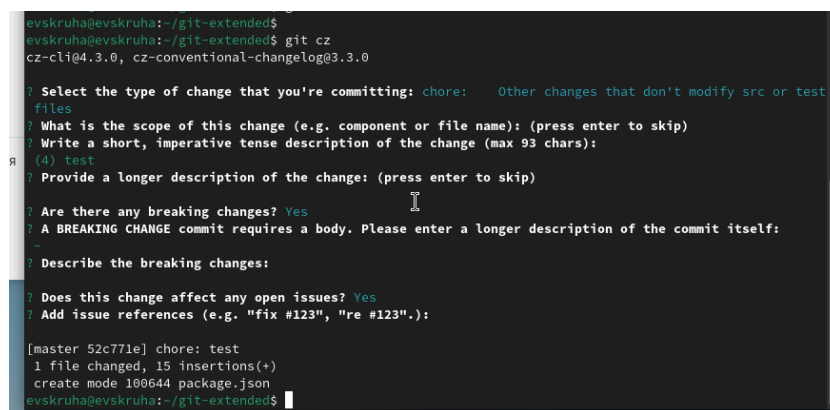 evskruha@evskruha:~/git-extended$
evskruha@evskruha:~/git-extended$ git cz
cz-cli@4.3.0, cz-conventional-changelog@3.3.0
? Select the type of change that you're committing: chore:    Other changes that don't modify src or test
files
? What is the scope of this change (e.g. component or file name): (press enter to skip)
? Write a short, imperative tense description of the change (max 93 chars):
я
(4) test
? Provide a longer description of the change: (press enter to skip)
? Are there any breaking changes? Yes
? A BREAKING CHANGE commit requires a body. Please enter a longer description of the commit itself:
-
? Describe the breaking changes:
? Does this change affect any open issues? Yes
? Add issue references (e.g. "fix #123", "re #123".):
[master 52c771e] chore: test
1 file changed, 15 insertions(+)
create mode 100644 package.json
evskruha@evskruha:~/git-extended$